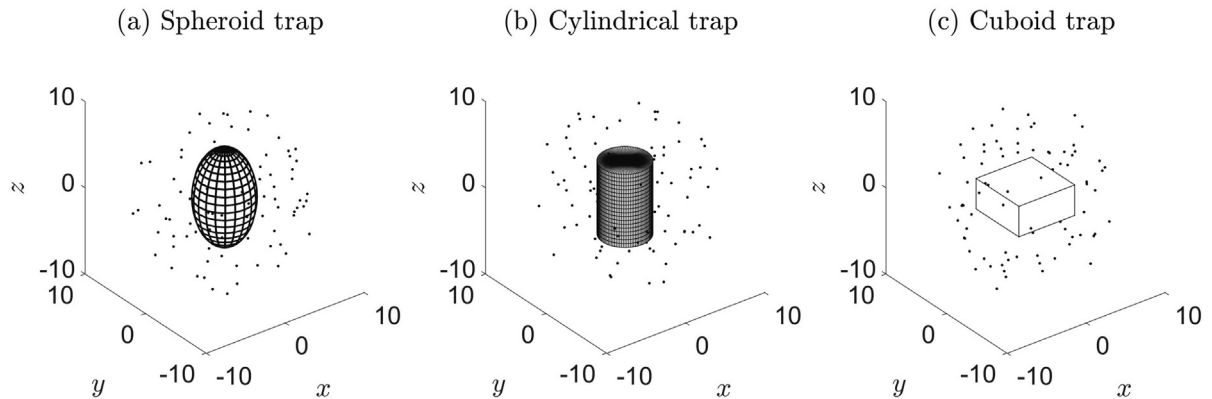 (a) Spheroid trap (b) Cylindrical trap (c) Cuboid trap
10 10 10
z 0 z 0 z 0
-10 -10 -10
10 10 10 10 10 10
0 0 0 0 0 0
y -10 -10 x y -10 -10 x y -10 -10 x